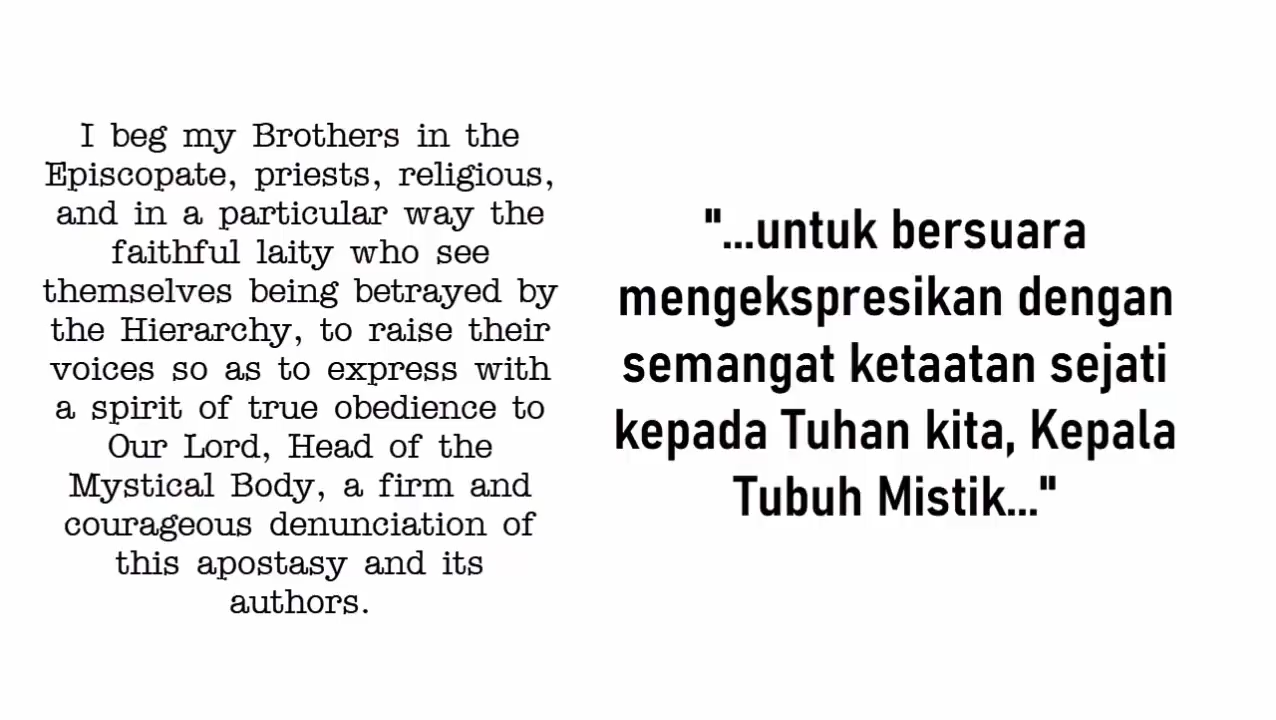 I beg my Brothers in the
Episcopate, priests, religious,
and in a particular way the
faithful laity who see
themselves being betrayed by
the Hierarchy, to raise their
voices so as to express with
a spirit of true obedience to
Our Lord, Head of the
Mystical Body, a firm and
courageous denunciation of
this apostasy and its
authors.
"...untuk bersuara
mengekspresikan dengan
semangat ketaatan sejati
kepada Tuhan kita, Kepala
Tubuh Mistik..."